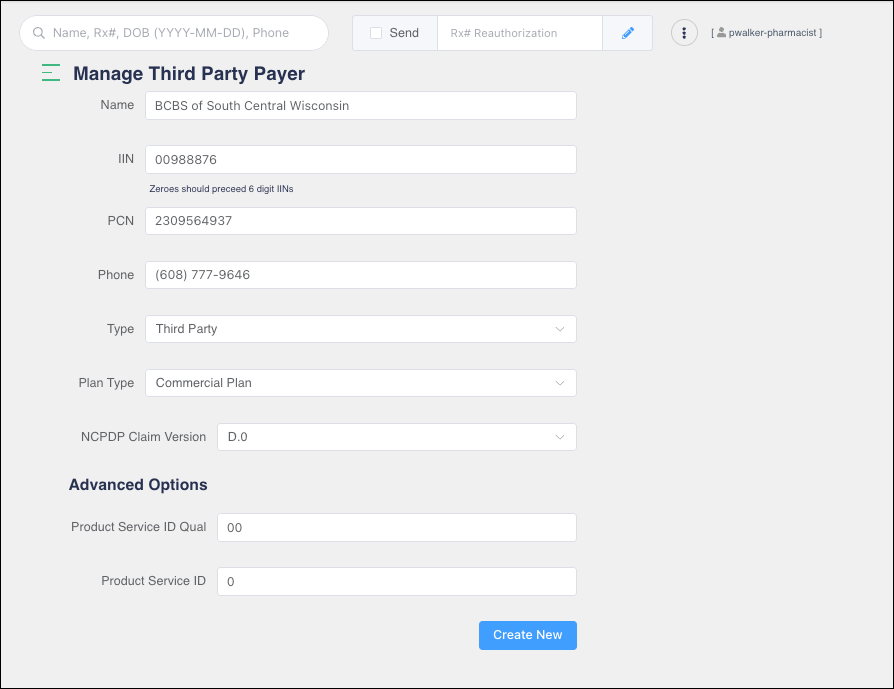 Name, Rx#, DOB (YYYY-MM-DD), Phone
Send
Rx# Reauthorization
[ pwalker-pharmacist ]
Manage Third Party Payer
Name BCBS of South Central Wisconsin
IIN 00988876
Zeroes should preceed 6 digit IINs
PCN 2309564937
Phone (608) 777-9646
Type Third Party
Plan Type Commercial Plan
NCPDP Claim Version D.0
Advanced Options
Product Service ID Qual 00
Product Service ID 0
Create New